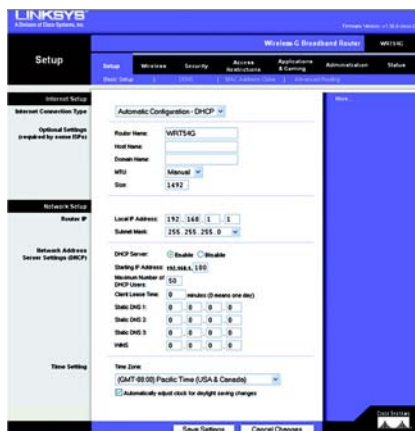 LINKSYS
A Division of Cisco Systems, Inc.
Wireless-G Broadband Router WRT54G
Setup
Setup Wireless Security Access Restrictions Applications & Gaming Administration Status
Basic Setup | DDNS | MAC Address Clone | Advanced Routing
Internet Setup
More...
Internet Connection Type
Automatic Configuration - DHCP
Optional Settings
(required by some ISPs)
Router Name: WRT54G
Host Name:
Domain Name:
MTU: Manual
Size: 1492
Network Setup
Router IP
Local IP Address: 192 . 168 . 1 . 1
Subnet Mask: 255.255.255.0
Network Address
Server Settings (DHCP)
DHCP Server: Enable Disable
Starting IP Address: 192.168.1. 100
Maximum Number of
DHCP Users: 50
Client Lease Time: 0 minutes (0 means one day)
Static DNS 1: 0 . 0 . 0 . 0
Static DNS 2: 0 . 0 . 0 . 0
Static DNS 3: 0 . 0 . 0 . 0
WINS: 0 . 0 . 0 . 0
Time Setting
Time Zone:
(GMT-08:00) Pacific Time (USA & Canada)
Automatically adjust clock for daylight saving changes
Save Settings Cancel Changes
Cisco Systems